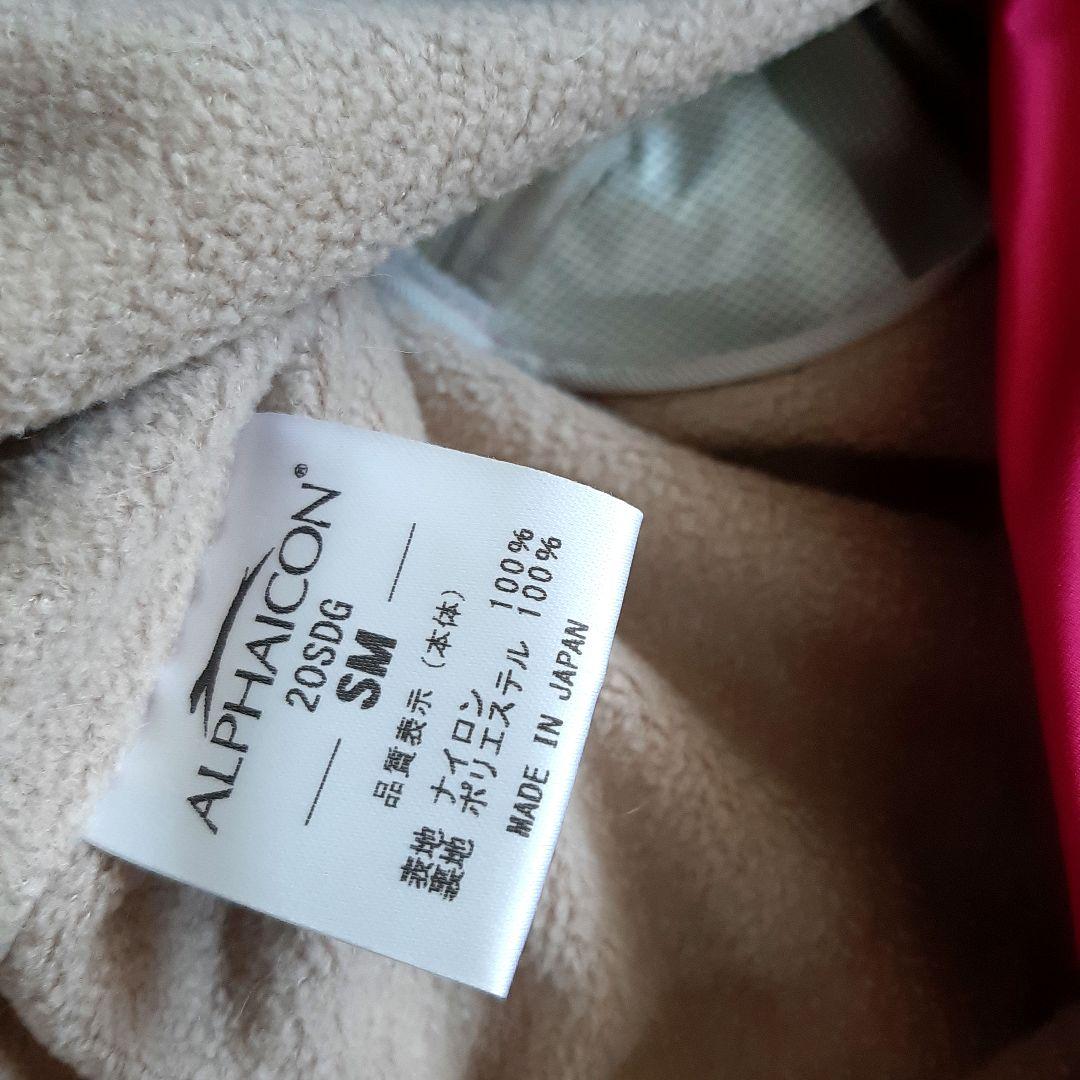 ALPHAICON®
20SDG
SM
品質表示(本体)
表地 ナイロン 100%
裏地 ポリエステル 100%
MADE IN JAPAN